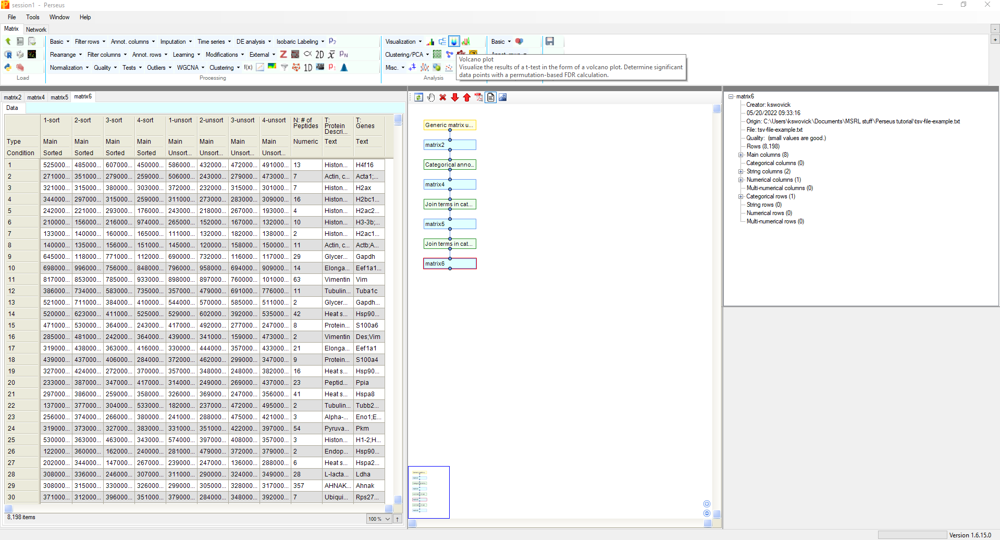 session1 - Perseus
File Tools Window Help
Matrix Network
Basic Filter rows Annot. columns Imputation Time series DE analysis Isobaric Labeling p2
Rearrange Filter columns Annot. rows Learning Modifications External Z 2D x pN
Normalization Quality Tests Outliers WGCNA Clustering f(x) 1D p1
Load Processing
Visualization Basic
Clustering/PCA
Misc.
Analysis
Volcano plot
Visualize the results of a t-test in the form of a volcano plot. Determine significant
data points with a permutation-based FDR calculation.
matrix2 matrix4 matrix5 matrix6
Data
1-sort 2-sort 3-sort 4-sort 1-unsort 2-unsort 3-unsort 4-unsort N: # of Peptides T: Protein Descri... T: Genes
Type Main Main Main Main Main Main Main Main Numeric Text Text
Condition Sorted Sorted Sorted Sorted Unsort... Unsort... Unsort... Unsort...
1 525000... 485000... 607000... 450000... 586000... 432000... 472000... 491000... 13 Histon... H4f16
2 271000... 351000... 279000... 259000... 506000... 243000... 279000... 473000... 7 Actin, c... Acta1;...
3 321000... 315000... 380000... 303000... 372000... 232000... 315000... 301000... 7 Histon... H2ax
4 344000... 297000... 315000... 259000... 311000... 273000... 283000... 309000... 16 Histon... H2bc1...
5 242000... 221000... 293000... 176000... 243000... 218000... 267000... 193000... 4 Histon... H2ac2...
6 210000... 156000... 216000... 974000... 265000... 152000... 167000... 132000... 10 Histon... H3-3b;...
7 133000... 140000... 160000... 165000... 111000... 132000... 182000... 138000... 2 Histon... H2ac1...
8 140000... 135000... 156000... 151000... 145000... 120000... 158000... 150000... 11 Actin, c... Actb;A...
9 645000... 118000... 771000... 112000... 690000... 732000... 116000... 117000... 29 Glycer... Gapdh
10 698000... 996000... 756000... 848000... 796000... 958000... 694000... 909000... 14 Elonga... Eef1a1...
11 817000... 853000... 785000... 933000... 898000... 897000... 760000... 101000... 63 Vimentin Vim
12 386000... 734000... 583000... 735000... 357000... 479000... 691000... 776000... 11 Tubulin... Tuba1c
13 521000... 711000... 384000... 410000... 544000... 570000... 585000... 511000... 2 Glycer... Gapdh...
14 520000... 623000... 411000... 525000... 529000... 602000... 392000... 535000... 42 Heat s... Hsp90...
15 471000... 530000... 364000... 243000... 417000... 492000... 277000... 247000... 8 Protein... S100a6
16 285000... 481000... 242000... 364000... 439000... 341000... 159000... 473000... 2 Vimentin Des;Vim
17 319000... 438000... 363000... 416000... 330000... 444000... 357000... 433000... 21 Elonga... Eef1a1
18 439000... 437000... 406000... 284000... 372000... 462000... 299000... 347000... 9 Protein... S100a4
19 327000... 424000... 272000... 370000... 357000... 348000... 248000... 382000... 16 Heat s... Hsp90...
20 233000... 387000... 347000... 417000... 314000... 249000... 269000... 437000... 23 Peptid... Ppia
21 297000... 386000... 259000... 358000... 326000... 369000... 247000... 356000... 41 Heat s... Hspa8
22 137000... 377000... 304000... 533000... 182000... 237000... 472000... 495000... 2 Tubulin... Tubb2...
23 256000... 374000... 266000... 380000... 241000... 288000... 475000... 421000... 3 Alpha-... Eno1;E...
24 319000... 373000... 327000... 383000... 331000... 351000... 422000... 397000... 54 Pyruva... Pkm
25 530000... 363000... 463000... 343000... 574000... 397000... 408000... 357000... 3 Histon... H1-2;H...
26 122000... 360000... 162000... 240000... 281000... 479000... 372000... 379000... 2 Endop... Hsp90...
27 202000... 344000... 147000... 267000... 239000... 247000... 136000... 288000... 6 Heat s... Hspa2...
28 308000... 336000... 246000... 307000... 311000... 290000... 324000... 349000... 28 L-lacta... Ldha
29 308000... 315000... 330000... 326000... 299000... 305000... 328000... 317000... 357 AHNAK... Ahnak
30 371000... 312000... 396000... 351000... 379000... 284000... 348000... 392000... 7 Ubiqui... Rps27...
8,198 items
100 %
Generic matrix u...
matrix2
Categorical anno...
matrix4
Join terms in cat...
matrix5
Join terms in cat...
matrix6
matrix6
Creator: kswovick
05/20/2022 09:33:16
Origin: C:\Users\kswovick\Documents\MSRL stuff\Perseus tutorial\tsv-file-example.txt
File: tsv-file-example.txt
Quality: (small values are good.)
Rows (8,198)
Main columns (8)
Categorical columns (0)
String columns (2)
Numerical columns (1)
Multi-numerical columns (0)
Categorical rows (1)
String rows (0)
Numerical rows (0)
Multi-numerical rows (0)
Version 1.6.15.0